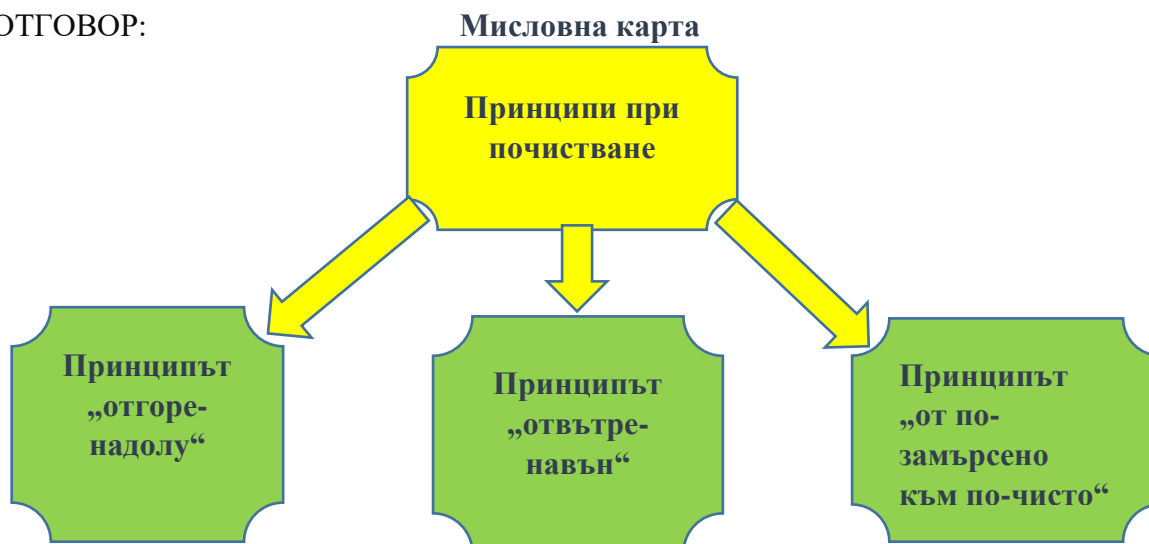 ОТГОВОР:
Мисловна карта
Принципи при
почистване
Принципът
„отгоре-
надолу“
Принципът
„отвътре-
навън“
Принципът
„от по-
замърсено
към по-чисто“